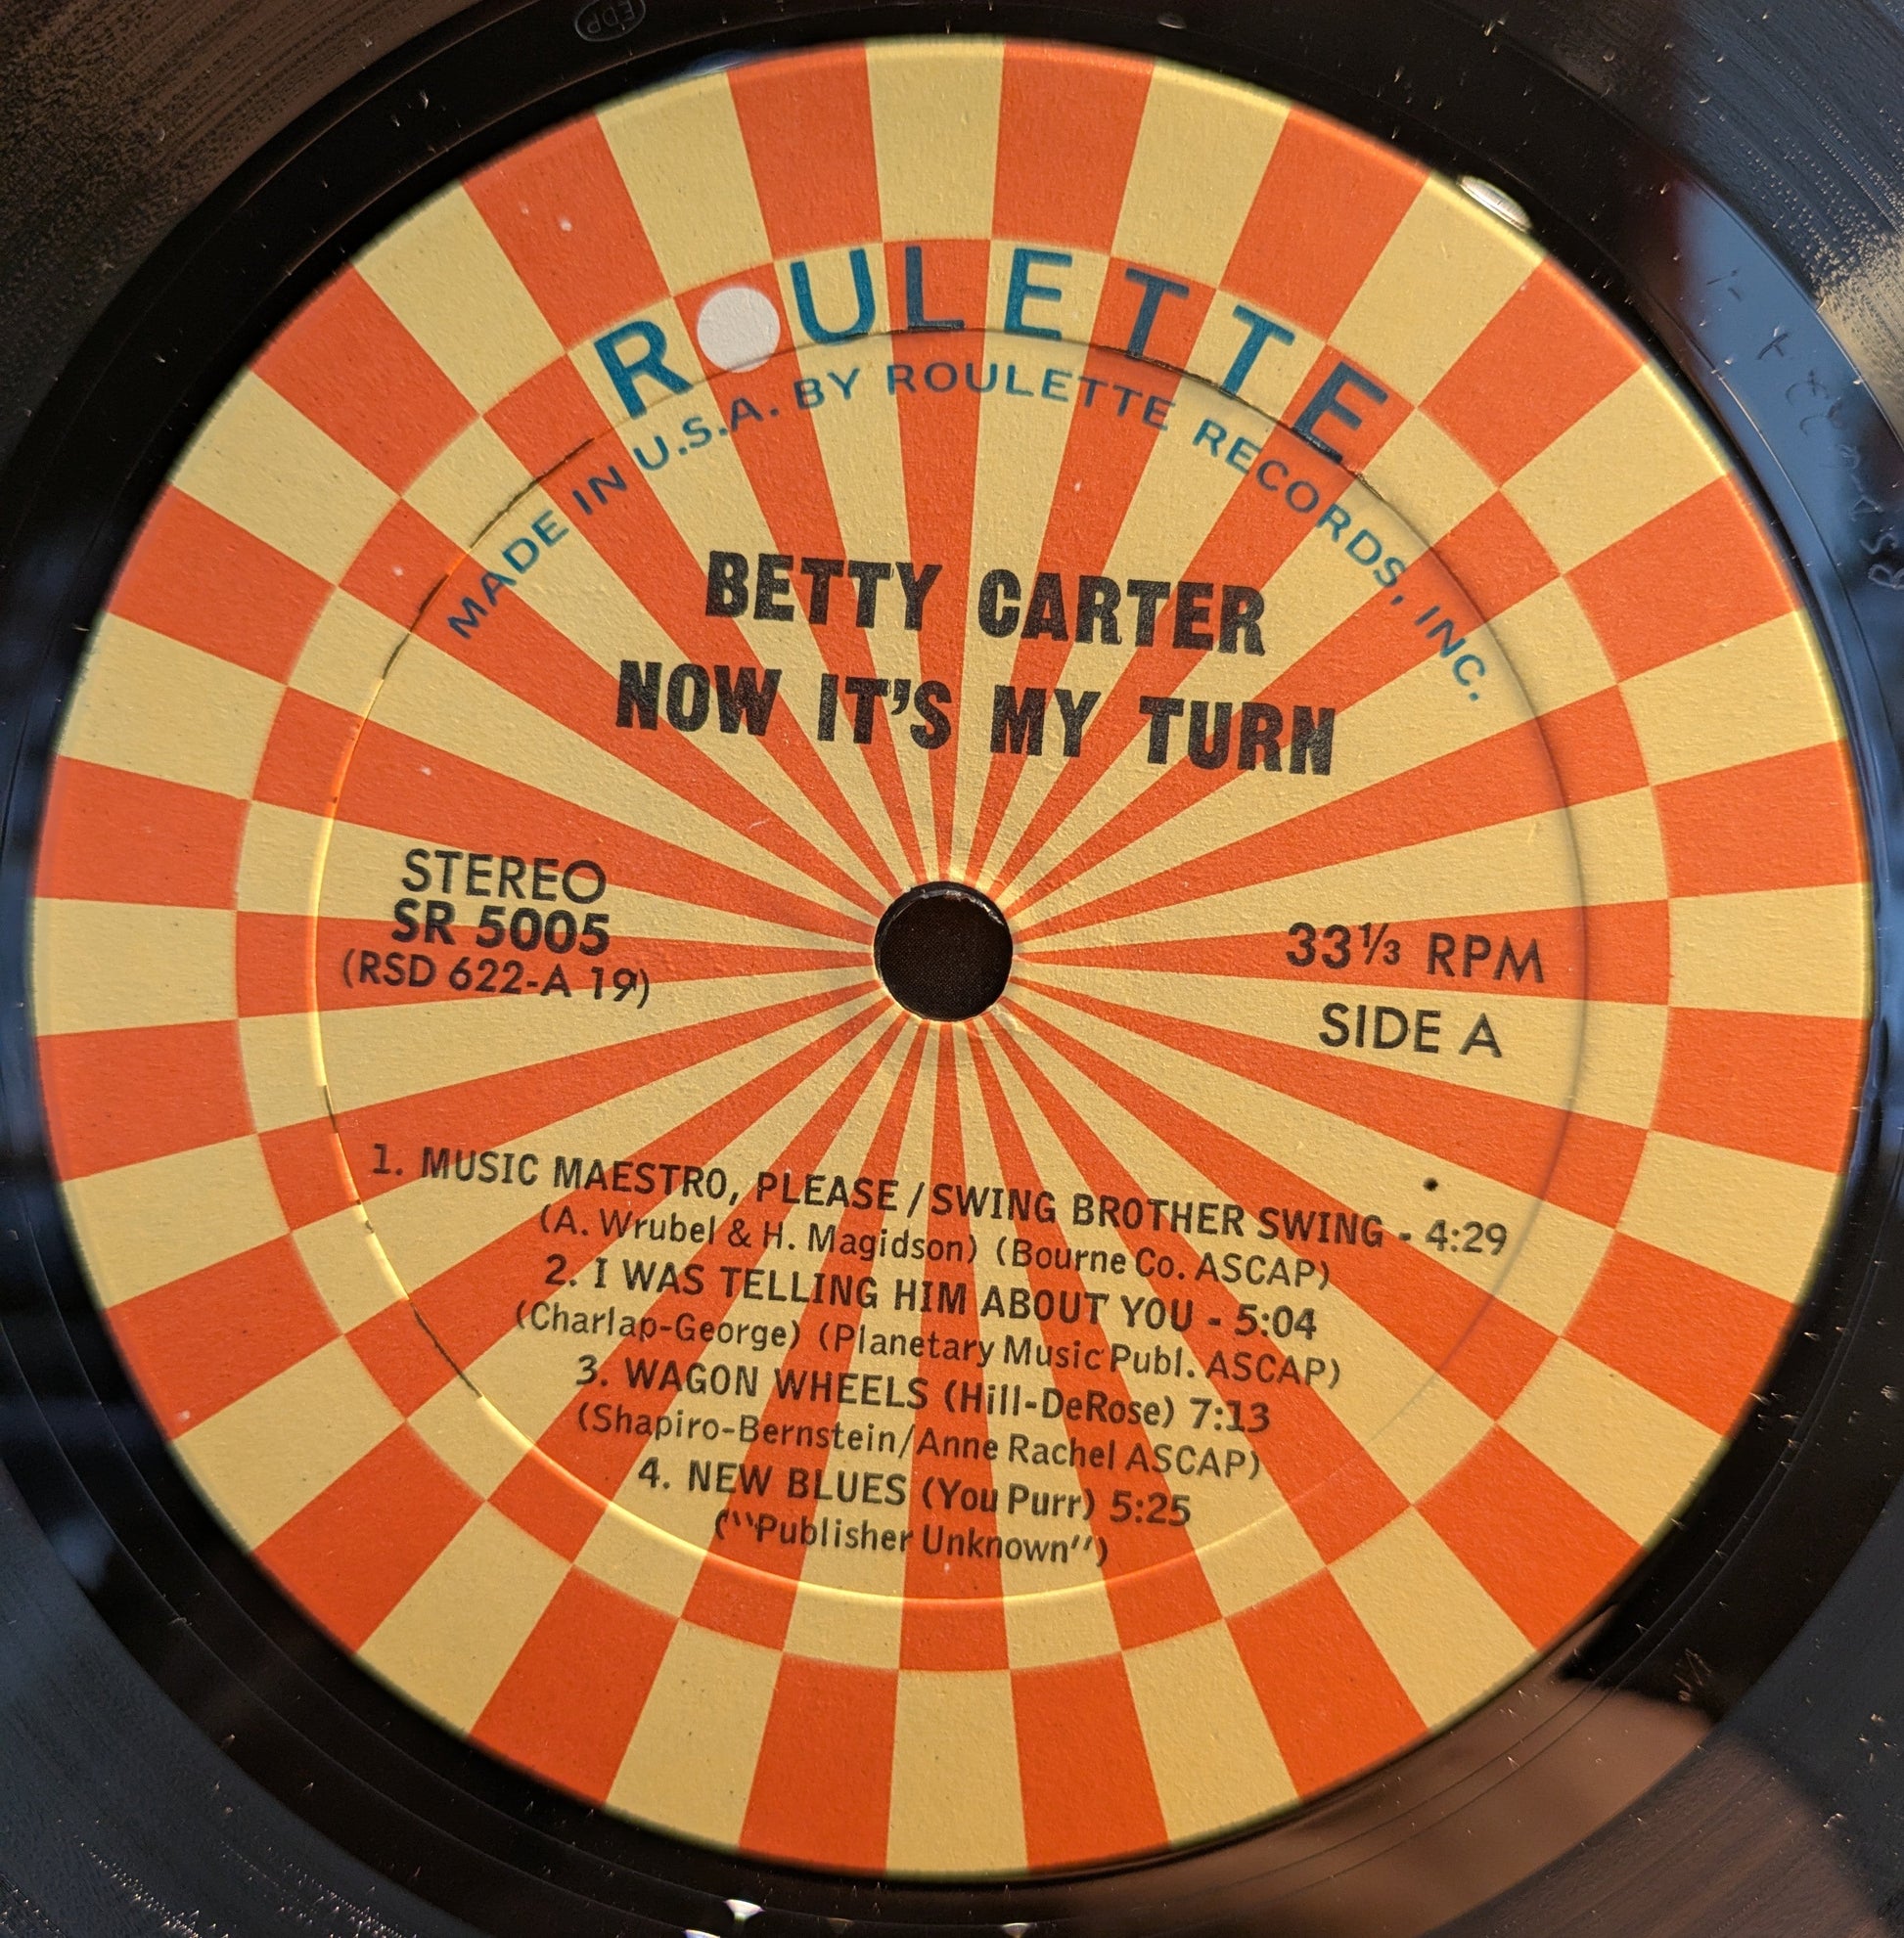 EDP
ROULETTE
MADE IN U.S.A. BY ROULETTE RECORDS, INC.
BETTY CARTER
NOW IT'S MY TURN
STEREO
SR 5005
(RSD 622-A 19)
33⅓ RPM
SIDE A
1. MUSIC MAESTRO, PLEASE / SWING BROTHER SWING - 4:29
(A. Wrubel & H. Magidson) (Bourne Co. ASCAP)
2. I WAS TELLING HIM ABOUT YOU - 5:04
(Charlap-George) (Planetary Music Publ. ASCAP)
3. WAGON WHEELS (Hill-DeRose) 7:13
(Shapiro-Bernstein/Anne Rachel ASCAP)
4. NEW BLUES (You Purr) 5:25
("Publisher Unknown")